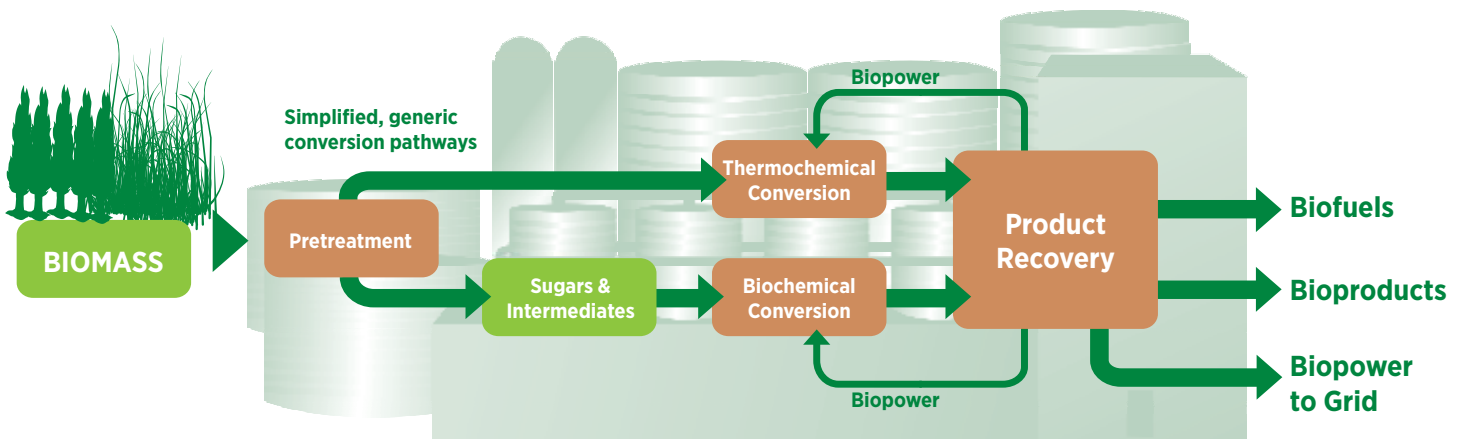 BIOMASS
Simplified, generic
conversion pathways
Pretreatment
Sugars &
Intermediates
Biopower
Thermochemical
Conversion
Biochemical
Conversion
Biopower
Product
Recovery
Biofuels
Bioproducts
Biopower
to Grid